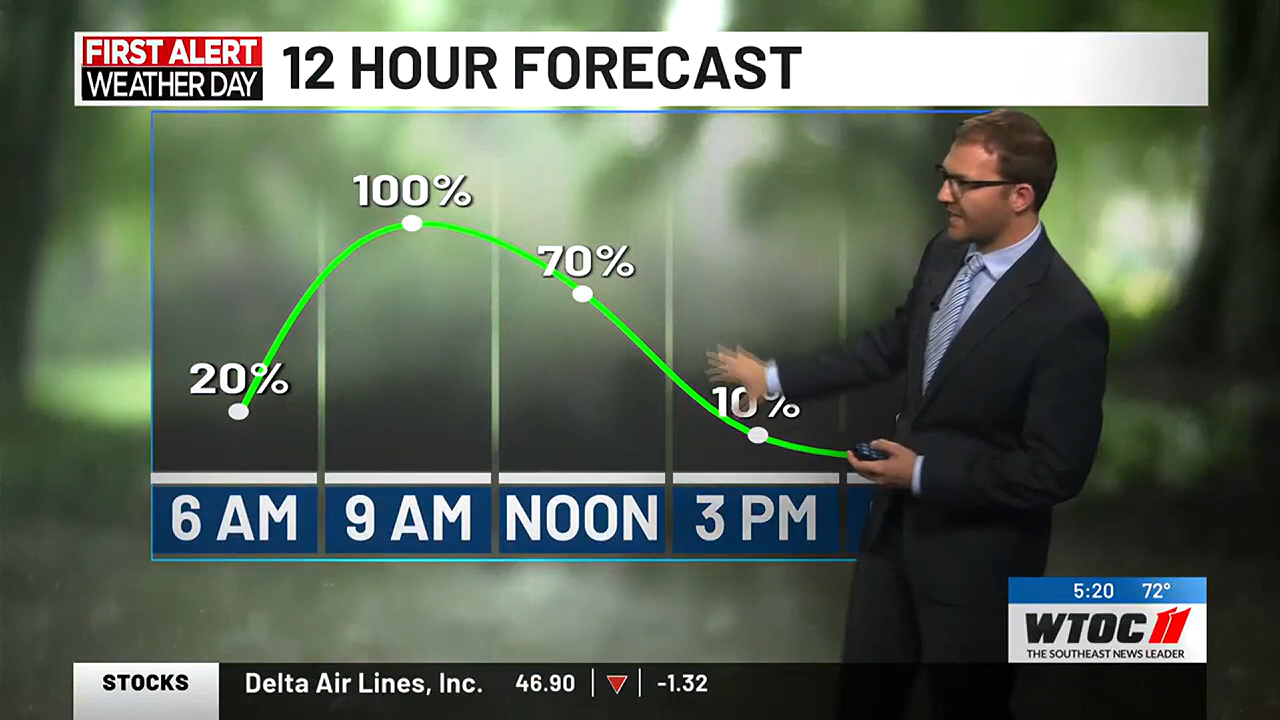 FIRST ALERT
WEATHER DAY
12 HOUR FORECAST
100%
70%
20%
10%
6 AM
9 AM
NOON
3 PM
5:20 72°
WTOC 11
THE SOUTHEAST NEWS LEADER
STOCKS
Delta Air Lines, Inc. 46.90 -1.32